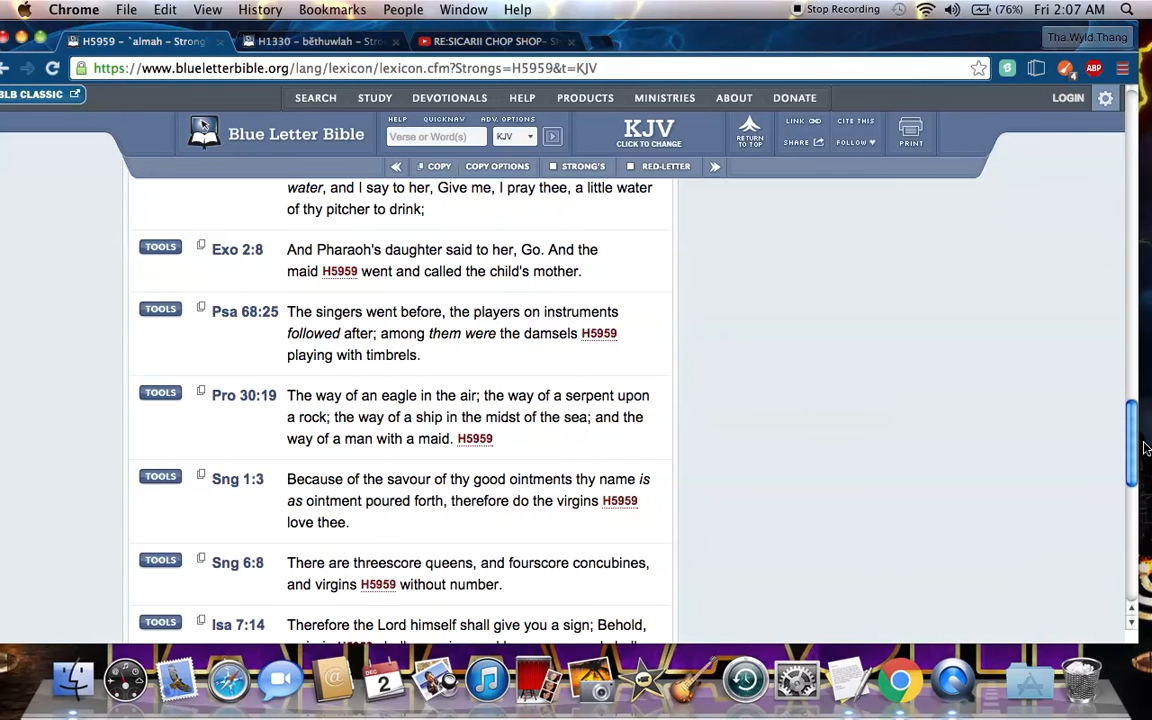 Chrome File Edit View History Bookmarks People Window Help Stop Recording (76%) Fri 2:07 AM
H5959 - `almah - Strong H1330 - bĕthuwlah - Stro RE:SICARII CHOP SHOP- S Tha.Wyld.Thang
https://www.blueletterbible.org/lang/lexicon/lexicon.cfm?Strongs=H5959&t=KJV ABP 4
BLB CLASSIC SEARCH STUDY DEVOTIONALS HELP PRODUCTS MINISTRIES ABOUT DONATE LOGIN
Blue Letter Bible
HELP QUICKNAV ADV. OPTIONS
Verse or Word(s) KJV
KJV
CLICK TO CHANGE
RETURN
TO TOP
LINK CITE THIS
SHARE FOLLOW
PRINT
COPY COPY OPTIONS STRONG'S RED-LETTER
water, and I say to her, Give me, I pray thee, a little water
of thy pitcher to drink;
TOOLS Exo 2:8 And Pharaoh's daughter said to her, Go. And the
maid H5959 went and called the child's mother.
TOOLS Psa 68:25 The singers went before, the players on instruments
followed after; among them were the damsels H5959
playing with timbrels.
TOOLS Pro 30:19 The way of an eagle in the air; the way of a serpent upon
a rock; the way of a ship in the midst of the sea; and the
way of a man with a maid. H5959
TOOLS Sng 1:3 Because of the savour of thy good ointments thy name is
as ointment poured forth, therefore do the virgins H5959
love thee.
TOOLS Sng 6:8 There are threescore queens, and fourscore concubines,
and virgins H5959 without number.
TOOLS Isa 7:14 Therefore the Lord himself shall give you a sign; Behold,
DEC
2